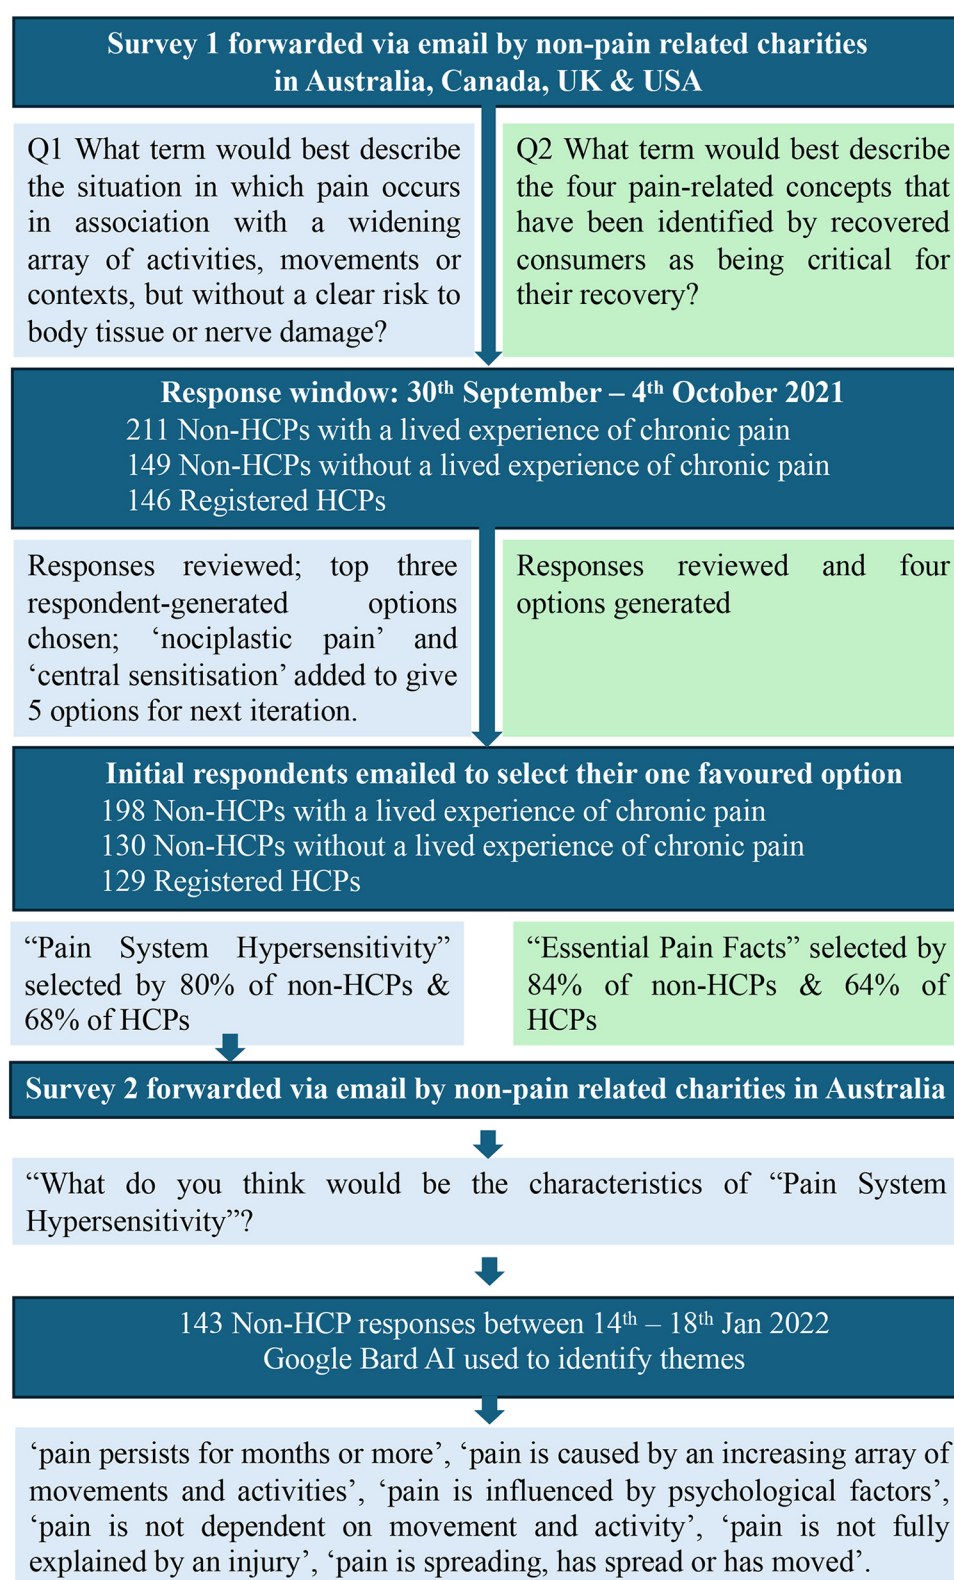 Survey 1 forwarded via email by non-pain related charities
in Australia, Canada, UK & USA
Q1 What term would best describe
the situation in which pain occurs
in association with a widening
array of activities, movements or
contexts, but without a clear risk to
body tissue or nerve damage?
Q2 What term would best describe
the four pain-related concepts that
have been identified by recovered
consumers as being critical for
their recovery?
Response window: 30th September – 4th October 2021
211 Non-HCPs with a lived experience of chronic pain
149 Non-HCPs without a lived experience of chronic pain
146 Registered HCPs
Responses reviewed; top three
respondent-generated options
chosen; ‘nociplastic pain’ and
‘central sensitisation’ added to give
5 options for next iteration.
Responses reviewed and four
options generated
Initial respondents emailed to select their one favoured option
198 Non-HCPs with a lived experience of chronic pain
130 Non-HCPs without a lived experience of chronic pain
129 Registered HCPs
“Pain System Hypersensitivity”
selected by 80% of non-HCPs &
68% of HCPs
“Essential Pain Facts” selected by
84% of non-HCPs & 64% of
HCPs
Survey 2 forwarded via email by non-pain related charities in Australia
“What do you think would be the characteristics of “Pain System
Hypersensitivity”?
143 Non-HCP responses between 14th – 18th Jan 2022
Google Bard AI used to identify themes
‘pain persists for months or more’, ‘pain is caused by an increasing array of
movements and activities’, ‘pain is influenced by psychological factors’,
‘pain is not dependent on movement and activity’, ‘pain is not fully
explained by an injury’, ‘pain is spreading, has spread or has moved’.